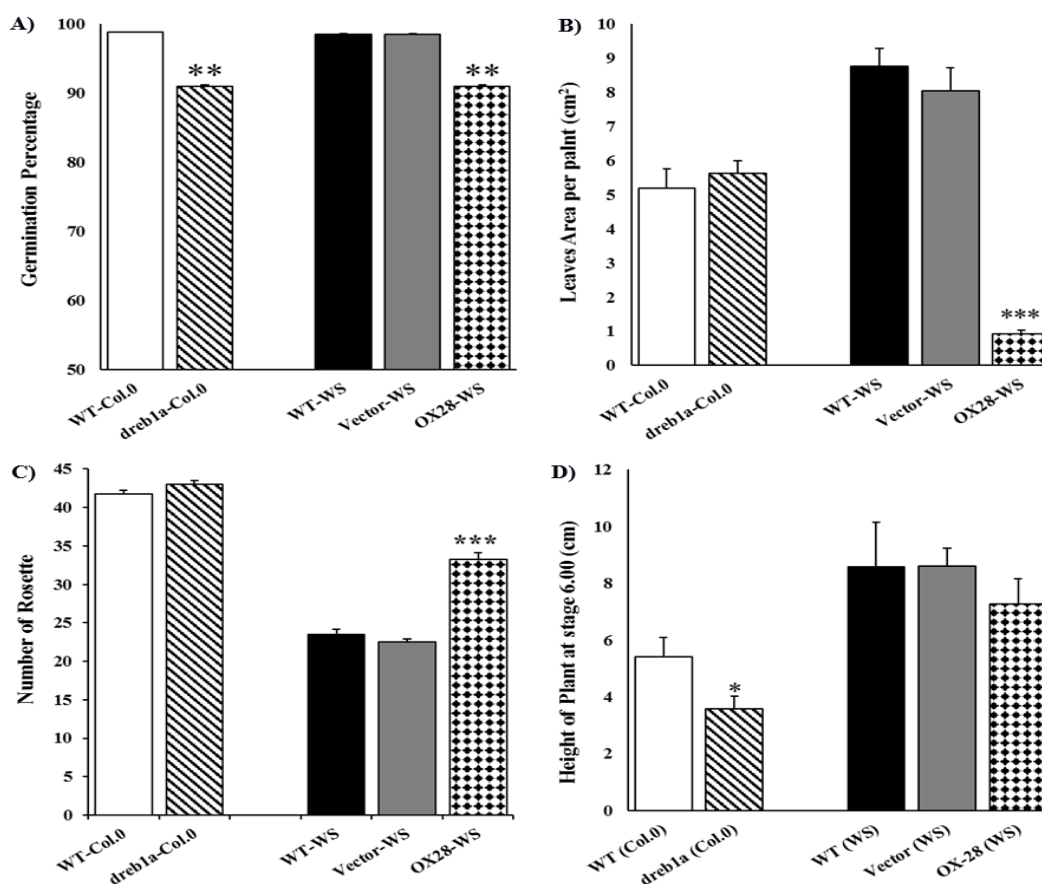 A)
Germination Percentage
100
90
80
70
60
50
**
**
WT-Col.0
dreb1a-Col.0
WT-WS
Vector-WS
OX28-WS
B)
Leaves Area per palnt (cm²)
9
8
7
6
5
4
3
2
1
0
***
WT-Col.0
dreb1a-Col.0
WT-WS
Vector-WS
OX28-WS
C)
Number of Rosette
45
40
35
30
25
20
15
10
5
0
***
WT-Col.0
dreb1a-Col.0
WT-WS
Vector-WS
OX28-WS
D)
Height of Plant at stage 6.00 (cm)
12
10
8
6
4
2
0
*
WT (Col.0)
dreb1a (Col.0)
WT (WS)
Vector (WS)
OX-28 (WS)